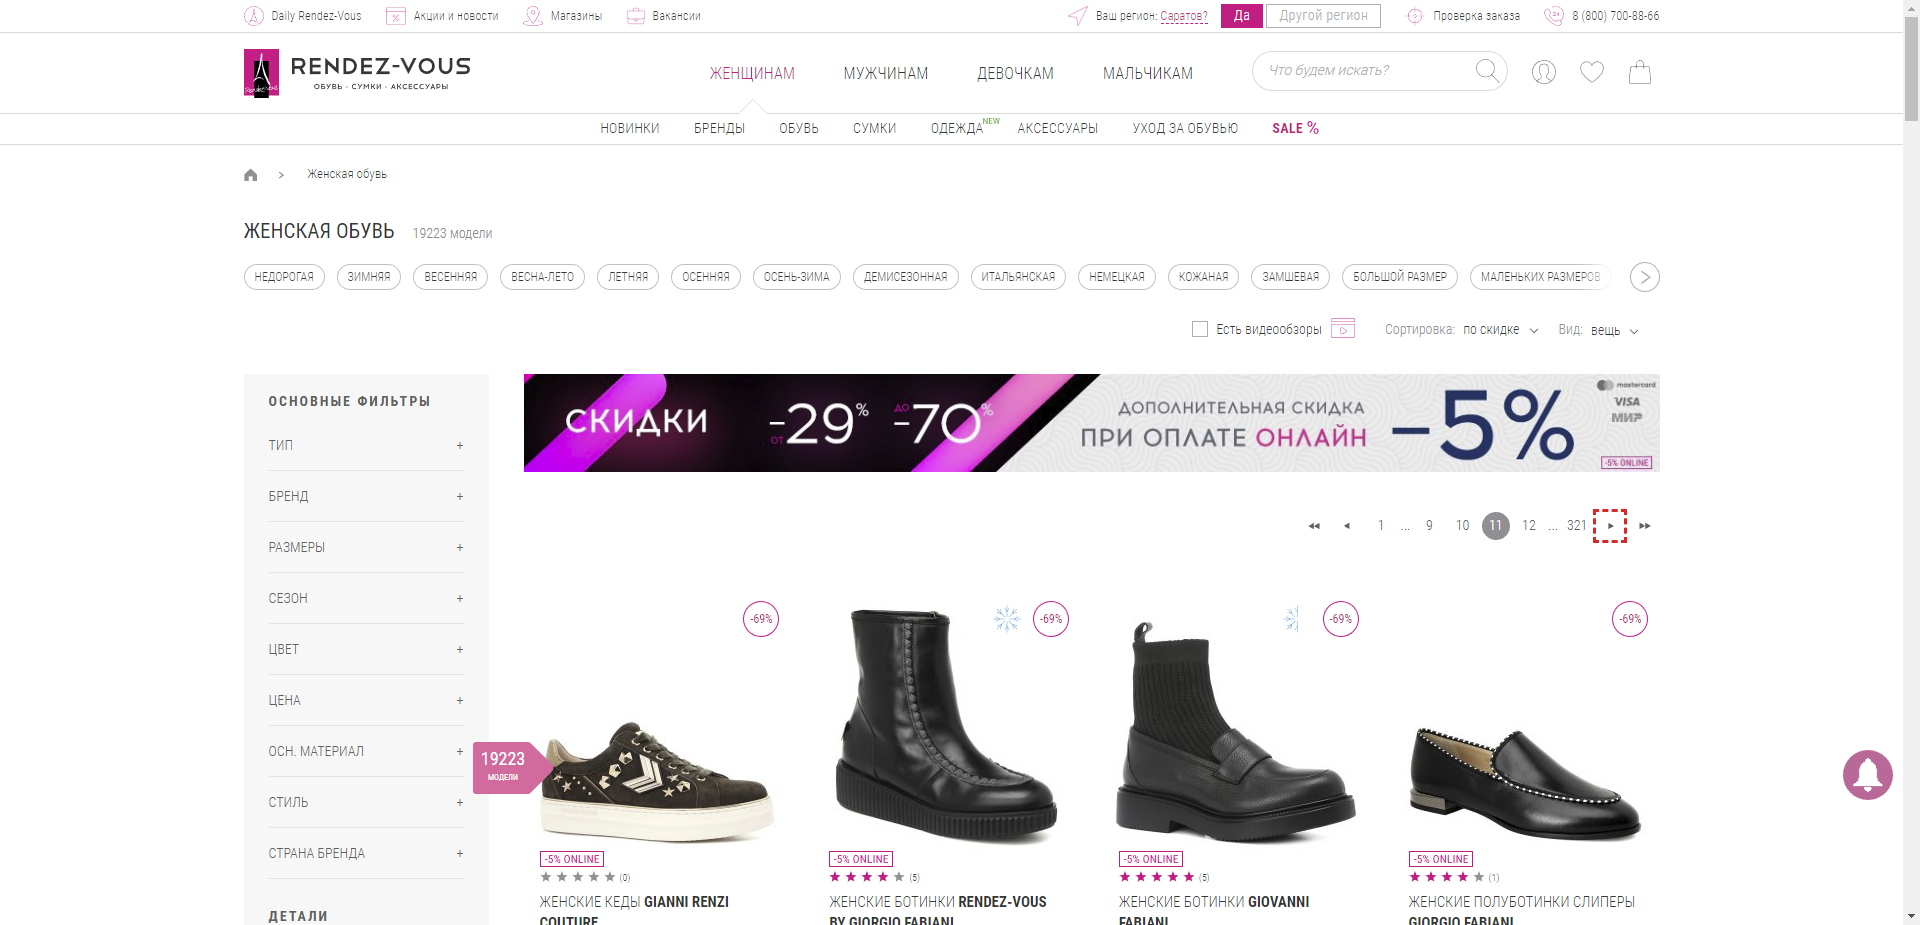 Daily Rendez-Vous
Акции и новости
Магазины
Вакансии
Ваш регион: Саратов?
Да
Другой регион
Проверка заказа
8 (800) 700-88-66
RENDEZ-VOUS
ОБУВЬ · СУМКИ · АКСЕССУАРЫ
ЖЕНЩИНАМ
МУЖЧИНАМ
ДЕВОЧКАМ
МАЛЬЧИКАМ
Что будем искать?
НОВИНКИ
БРЕНДЫ
ОБУВЬ
СУМКИ
ОДЕЖДА NEW
АКСЕССУАРЫ
УХОД ЗА ОБУВЬЮ
SALE %
> Женская обувь
ЖЕНСКАЯ ОБУВЬ 19223 модели
НЕДОРОГАЯ
ЗИМНЯЯ
ВЕСЕННЯЯ
ВЕСНА-ЛЕТО
ЛЕТНЯЯ
ОСЕННЯЯ
ОСЕНЬ-ЗИМА
ДЕМИСЕЗОННАЯ
ИТАЛЬЯНСКАЯ
НЕМЕЦКАЯ
КОЖАНАЯ
ЗАМШЕВАЯ
БОЛЬШОЙ РАЗМЕР
МАЛЕНЬКИХ РАЗМЕРОВ
Есть видеообзоры
Сортировка: по скидке
Вид: вещь
ОСНОВНЫЕ ФИЛЬТРЫ
ТИП +
БРЕНД +
РАЗМЕРЫ +
СЕЗОН +
ЦВЕТ +
ЦЕНА +
ОСН. МАТЕРИАЛ +
СТИЛЬ +
СТРАНА БРЕНДА +
ДЕТАЛИ
19223
МОДЕЛИ
СКИДКИ
ОТ -29%
ДО -70%
ДОПОЛНИТЕЛЬНАЯ СКИДКА
ПРИ ОПЛАТЕ ОНЛАЙН
-5%
mastercard
VISA
МИР
-5% ONLINE
1 ... 9 10 11 12 ... 321
-69%
-69%
-69%
-69%
-5% ONLINE
(0)
ЖЕНСКИЕ КЕДЫ GIANNI RENZI
COUTURE
-5% ONLINE
(5)
ЖЕНСКИЕ БОТИНКИ RENDEZ-VOUS
BY GIORGIO FABIANI
-5% ONLINE
(5)
ЖЕНСКИЕ БОТИНКИ GIOVANNI
FABIANI
-5% ONLINE
(1)
ЖЕНСКИЕ ПОЛУБОТИНКИ СЛИПЕРЫ
GIORGIO FABIANI